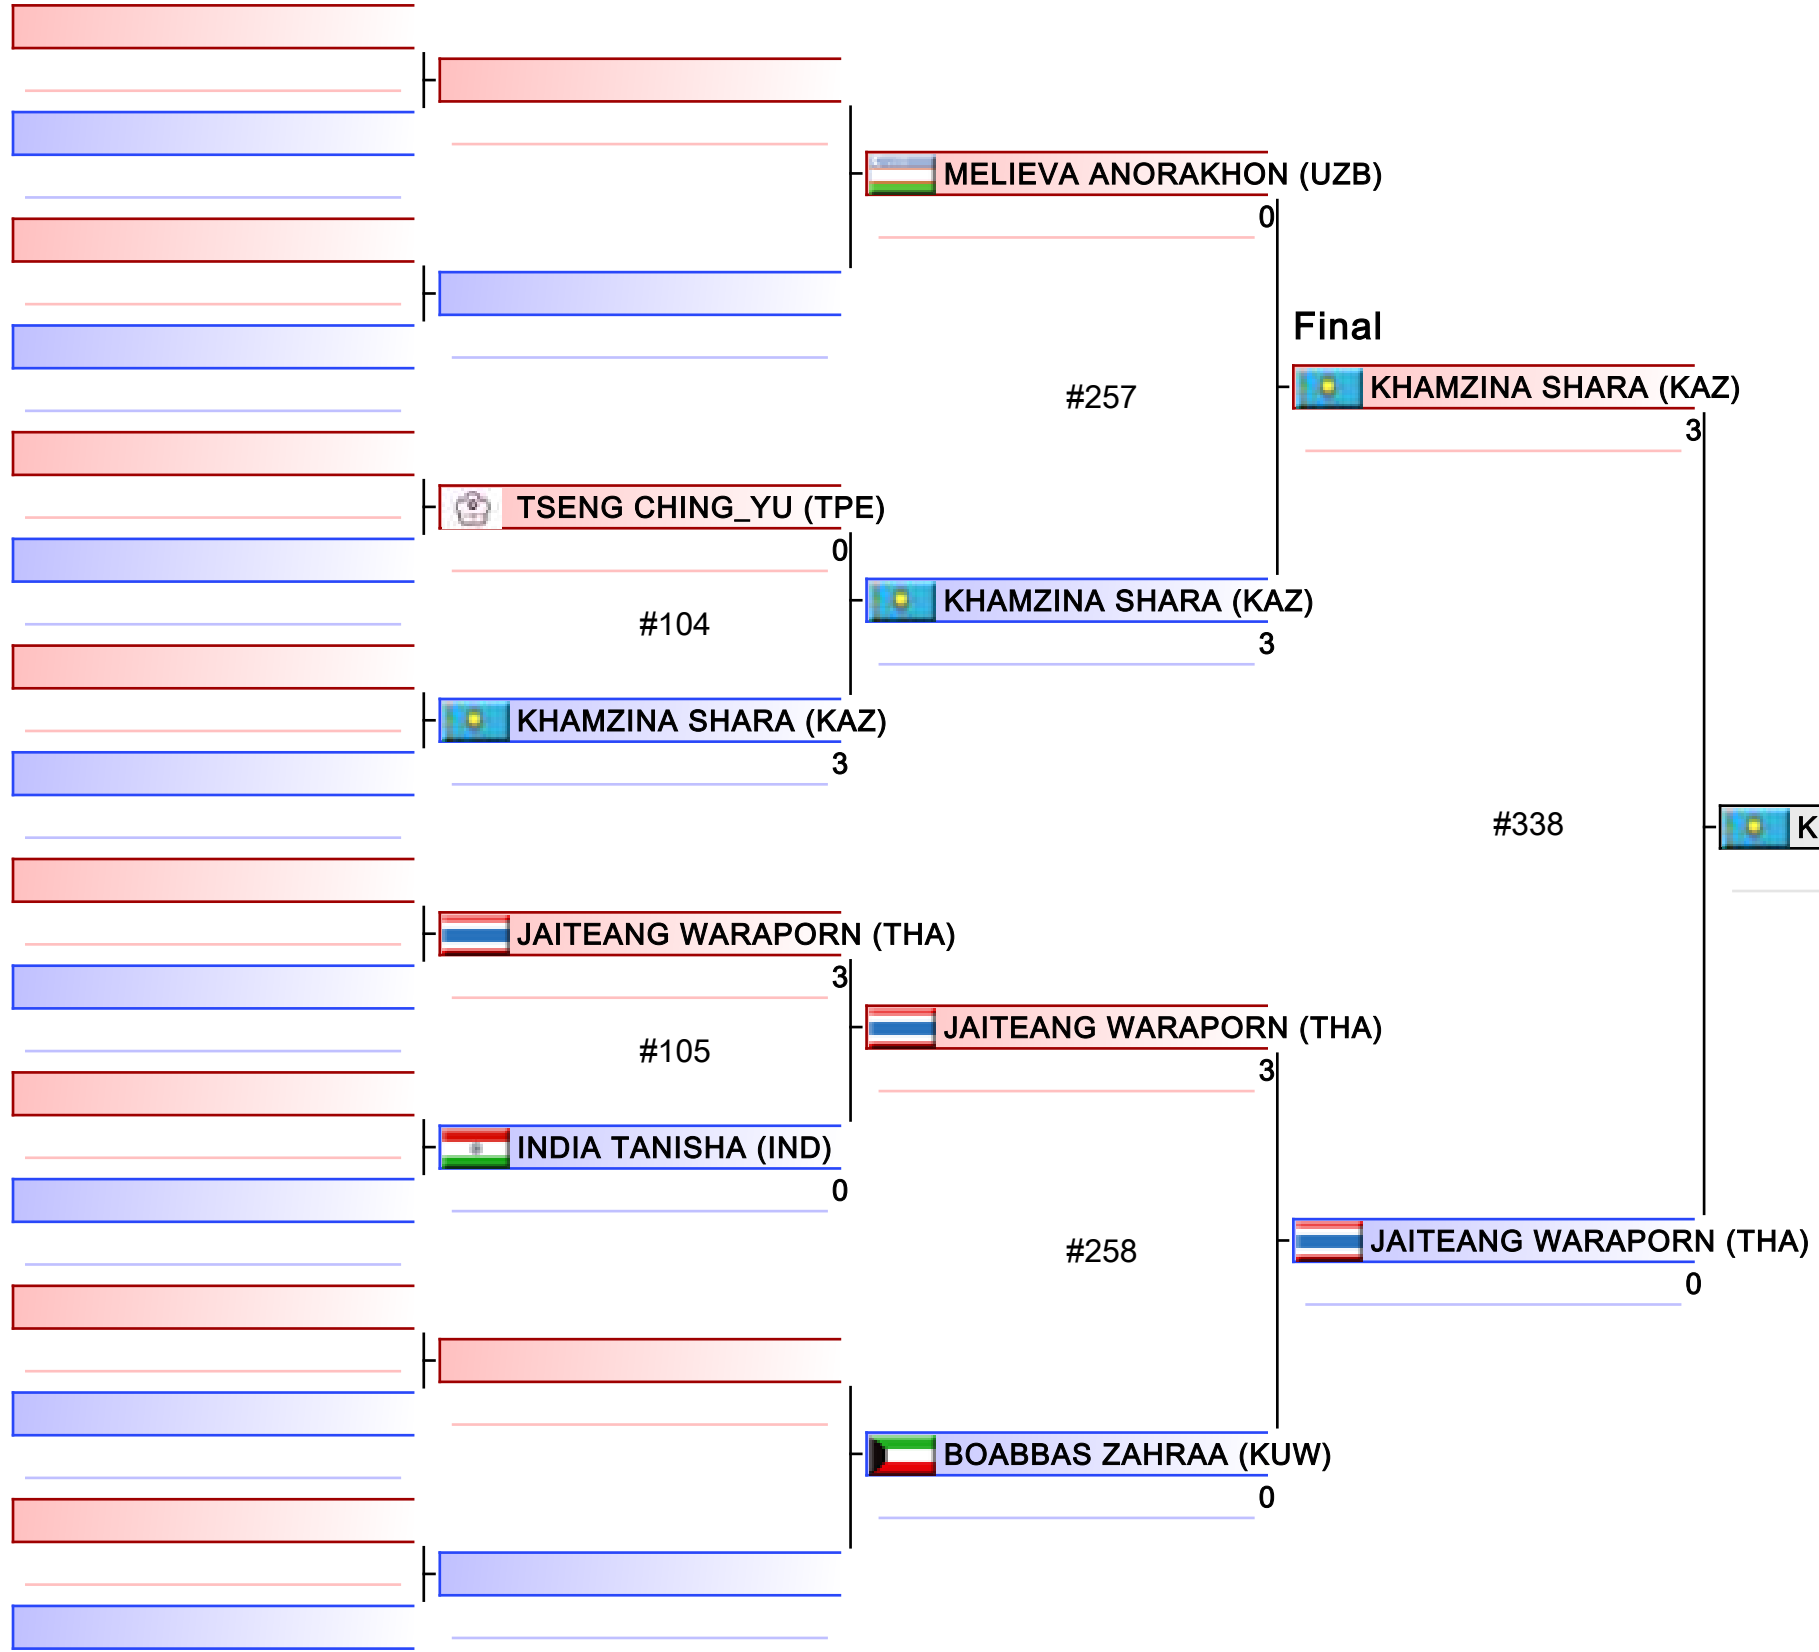 MELIEVA ANORAKHON (UZB)
0
Final
#257
KHAMZINA SHARA (KAZ)
3
TSENG CHING_YU (TPE)
0
#104
KHAMZINA SHARA (KAZ)
3
KHAMZINA SHARA (KAZ)
3
#338
K
JAITEANG WARAPORN (THA)
3
#105
JAITEANG WARAPORN (THA)
3
INDIA TANISHA (IND)
0
#258
JAITEANG WARAPORN (THA)
0
BOABBAS ZAHRAA (KUW)
0